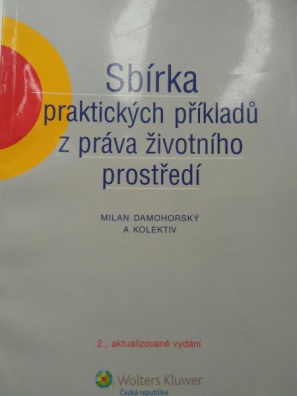 Sbírka
praktických příkladů
z práva životního
prostředí
MILAN DAMOHORSKÝ
A KOLEKTIV
2., aktualizované vydání
Wolters Kluwer
Česká republika